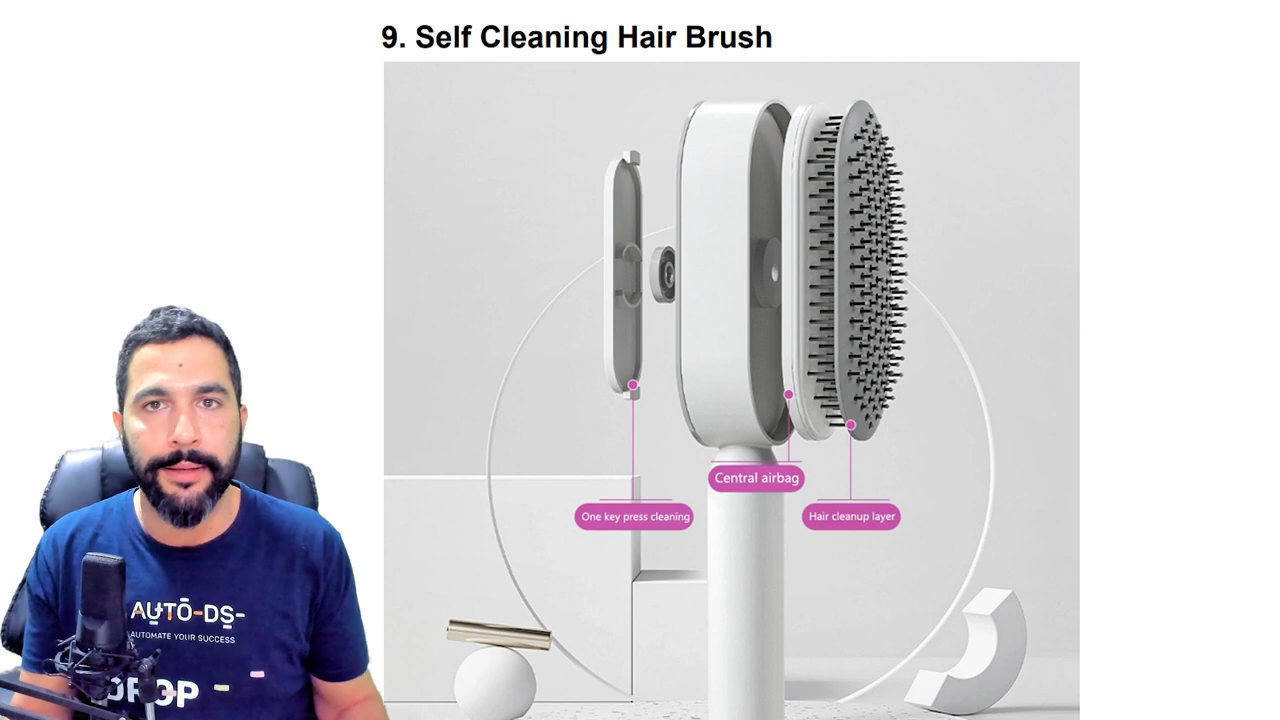 9. Self Cleaning Hair Brush
Central airbag
One key press cleaning
Hair cleanup layer
AUTO-DS-
AUTOMATE YOUR SUCCESS
DROP